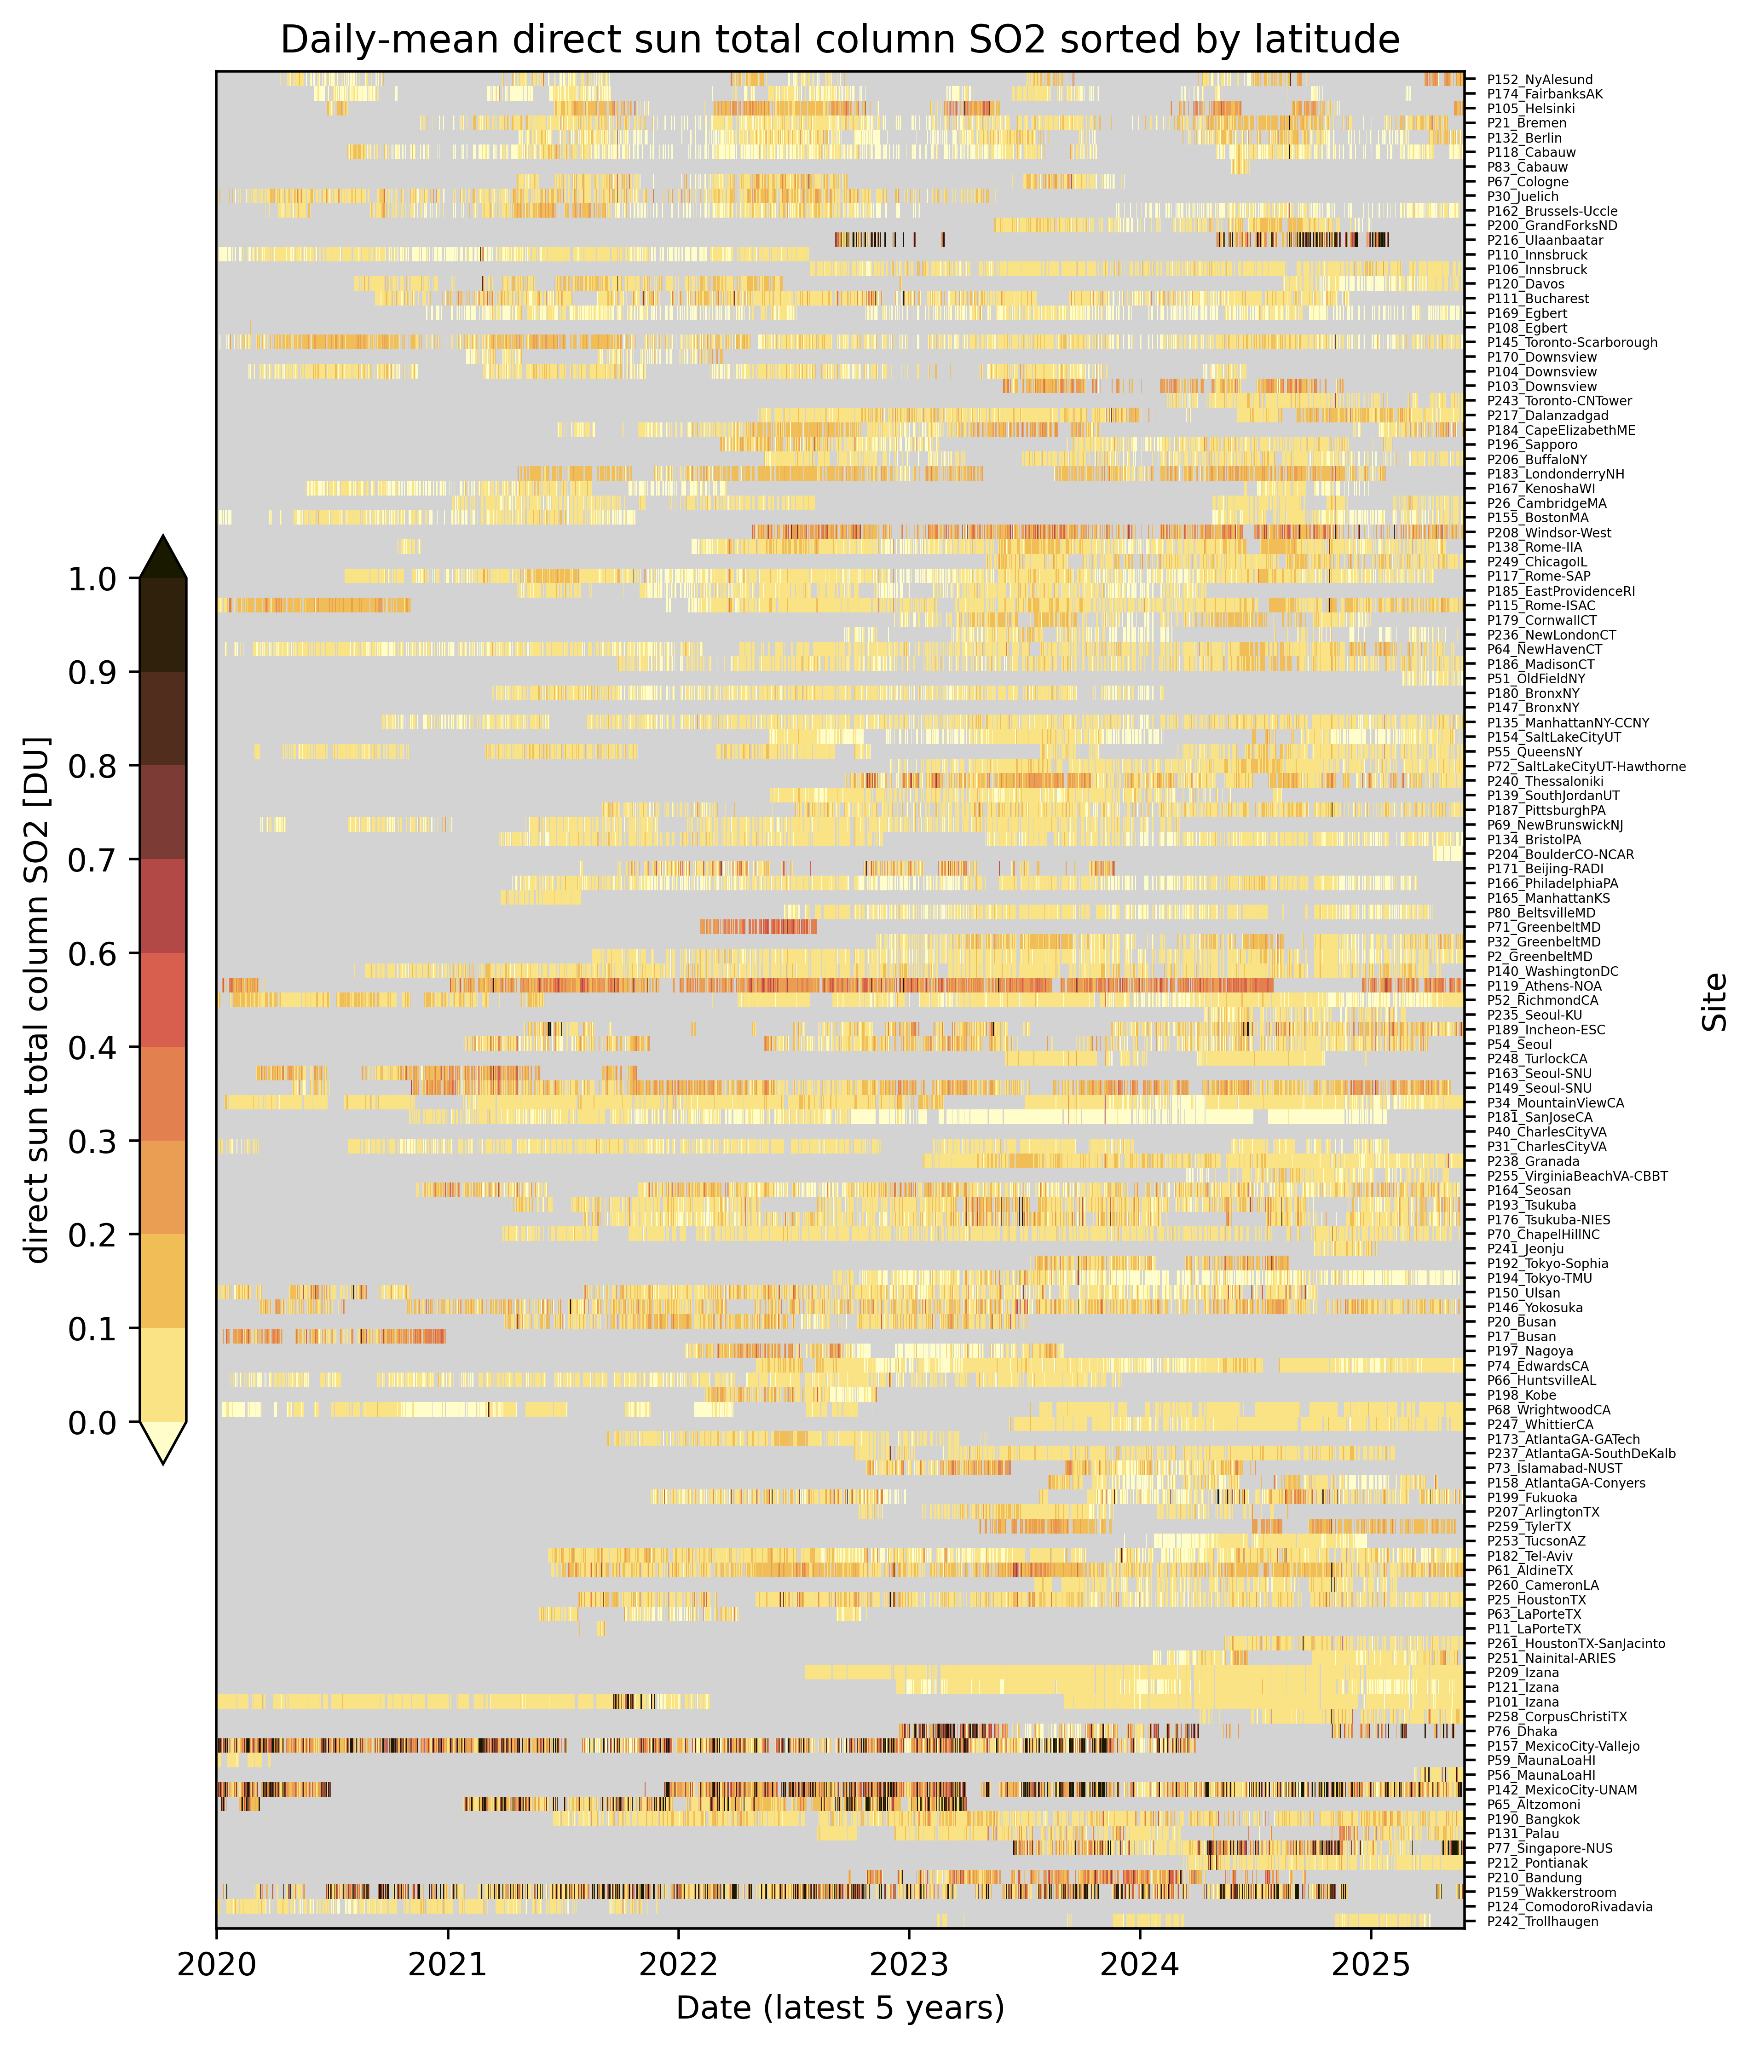 Daily-mean direct sun total column SO2 sorted by latitude
P152_NyAlesund
P174_FairbanksAK
P105_Helsinki
P21_Bremen
P132_Berlin
P118_Cabauw
P83_Cabauw
P67_Cologne
P30_Juelich
P162_Brussels-Uccle
P200_GrandForksND
P216_Ulaanbaatar
P110_Innsbruck
P106_Innsbruck
P120_Davos
P111_Bucharest
P169_Egbert
P108_Egbert
P145_Toronto-Scarborough
P170_Downsview
P104_Downsview
P103_Downsview
P243_Toronto-CNTower
P217_Dalanzadgad
P184_CapeElizabethME
P196_Sapporo
P206_BuffaloNY
P183_LondonderryNH
P167_KenoshaWI
P26_CambridgeMA
P155_BostonMA
P208_Windsor-West
P138_Rome-IIA
P249_ChicagoIL
P117_Rome-SAP
P185_EastProvidenceRI
P115_Rome-ISAC
P179_CornwallCT
P236_NewLondonCT
P64_NewHavenCT
P186_MadisonCT
P51_OldFieldNY
P180_BronxNY
P147_BronxNY
P135_ManhattanNY-CCNY
P154_SaltLakeCityUT
P55_QueensNY
P72_SaltLakeCityUT-Hawthorne
P240_Thessaloniki
P139_SouthJordanUT
P187_PittsburghPA
P69_NewBrunswickNJ
P134_BristolPA
P204_BoulderCO-NCAR
P171_Beijing-RADI
P166_PhiladelphiaPA
P165_ManhattanKS
P80_BeltsvilleMD
P71_GreenbeltMD
P32_GreenbeltMD
P2_GreenbeltMD
P140_WashingtonDC
P119_Athens-NOA
P52_RichmondCA
P235_Seoul-KU
P189_Incheon-ESC
P54_Seoul
P248_TurlockCA
P163_Seoul-SNU
P149_Seoul-SNU
P34_MountainViewCA
P181_SanJoseCA
P40_CharlesCityVA
P31_CharlesCityVA
P238_Granada
P255_VirginiaBeachVA-CBBT
P164_Seosan
P193_Tsukuba
P176_Tsukuba-NIES
P70_ChapelHillNC
P241_Jeonju
P192_Tokyo-Sophia
P194_Tokyo-TMU
P150_Ulsan
P146_Yokosuka
P20_Busan
P17_Busan
P197_Nagoya
P74_EdwardsCA
P66_HuntsvilleAL
P198_Kobe
P68_WrightwoodCA
P247_WhittierCA
P173_AtlantaGA-GATech
P237_AtlantaGA-SouthDeKalb
P73_Islamabad-NUST
P158_AtlantaGA-Conyers
P199_Fukuoka
P207_ArlingtonTX
P259_TylerTX
P253_TucsonAZ
P182_Tel-Aviv
P61_AldineTX
P260_CameronLA
P25_HoustonTX
P63_LaPorteTX
P11_LaPorteTX
P261_HoustonTX-SanJacinto
P251_Nainital-ARIES
P209_Izana
P121_Izana
P101_Izana
P258_CorpusChristiTX
P76_Dhaka
P157_MexicoCity-Vallejo
P59_MaunaLoaHI
P56_MaunaLoaHI
P142_MexicoCity-UNAM
P65_Altzomoni
P190_Bangkok
P131_Palau
P77_Singapore-NUS
P212_Pontianak
P210_Bandung
P159_Wakkerstroom
P124_ComodoroRivadavia
P242_Trollhaugen
Site
1.0
0.9
0.8
0.7
0.6
0.4
0.3
0.2
0.1
0.0
direct sun total column SO2 [DU]
2020 2021 2022 2023 2024 2025
Date (latest 5 years)